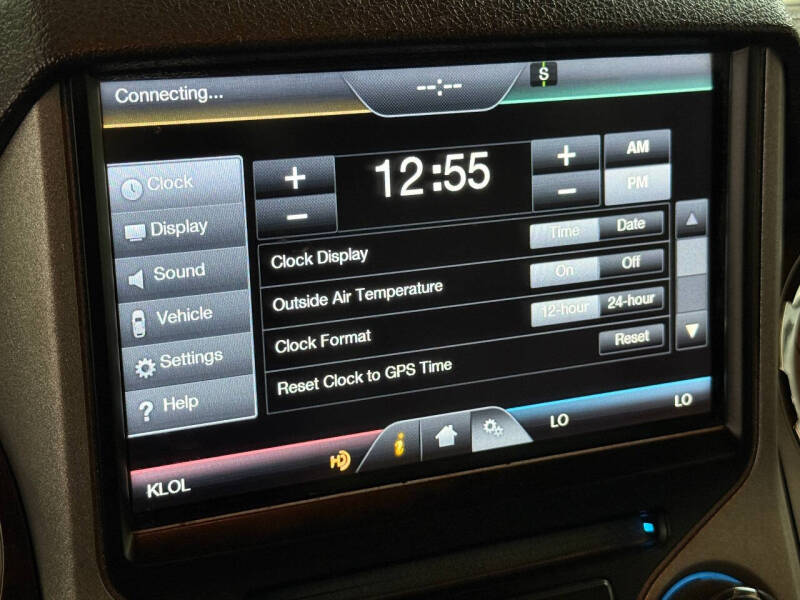 Connecting... --:-- S
Clock + 12:55 + AM
− − PM
Display Clock Display Time Date
Sound Outside Air Temperature On Off
Vehicle Clock Format 12-hour 24-hour
Settings Reset Clock to GPS Time Reset
? Help
HD i LO LO
KLOL